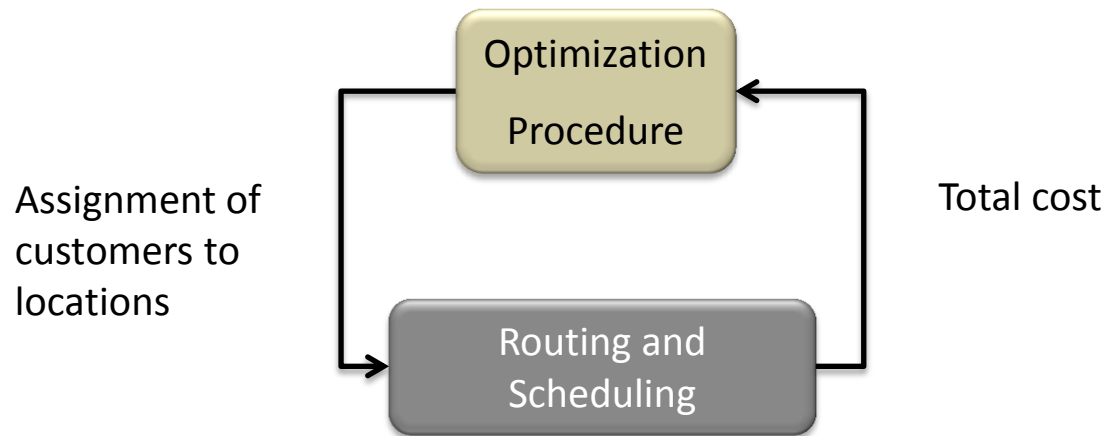 Optimization
Procedure
Assignment of
customers to
locations
Total cost
Routing and
Scheduling